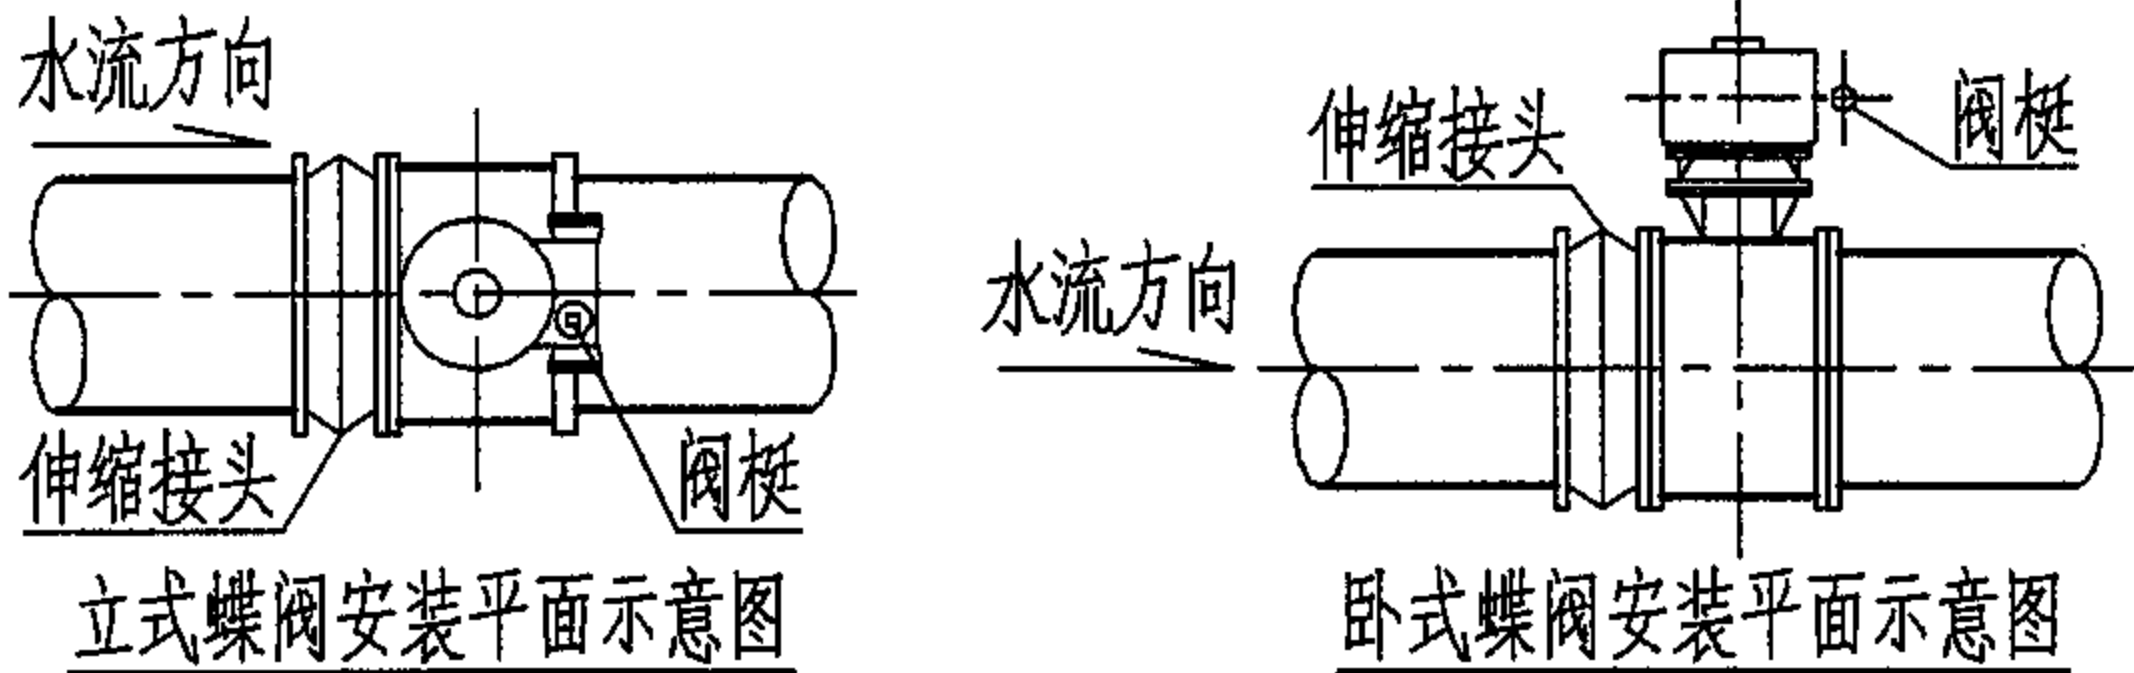 水流方向
伸缩接头
阀梃
立式蝶阀安装平面示意图
伸缩接头
阀梃
水流方向
卧式蝶阀安装平面示意图